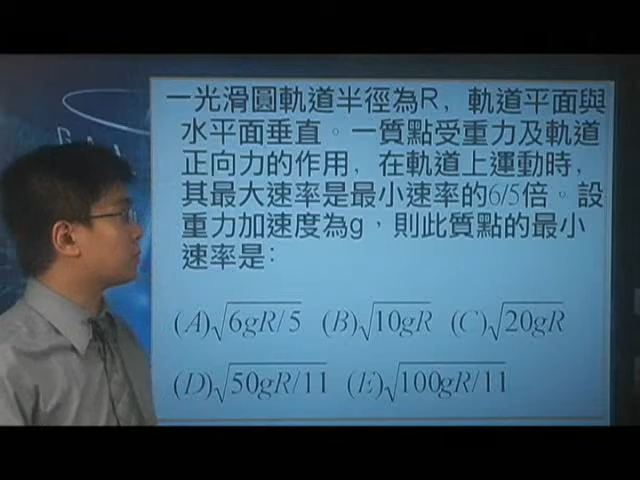 一光滑圓軌道半徑為R，軌道平面與
水平面垂直。一質點受重力及軌道
正向力的作用，在軌道上運動時，
其最大速率是最小速率的6/5倍。設
重力加速度為g，則此質點的最小
速率是:
(A)√6gR/5 (B)√10gR (C)√20gR
(D)√50gR/11 (E)√100gR/11